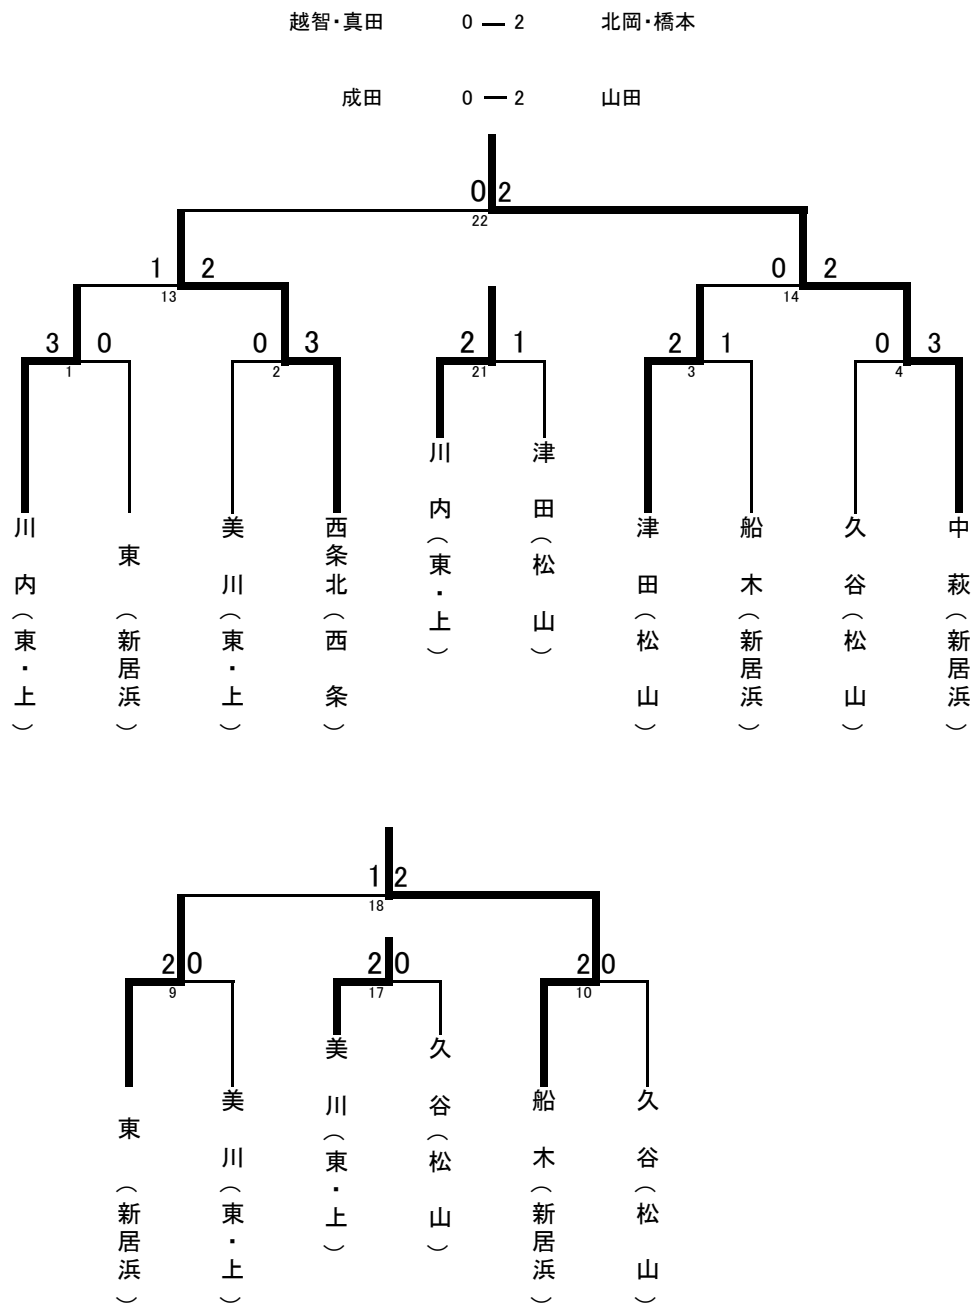 越智・真田 0 — 2 北岡・橋本
成田 0 — 2 山田
0 2
22
1 2
13
0 2
14
3 0
1
0 3
2
2 1
21
2 1
3
0 3
4
川内（東・上）
東（新居浜）
美川（東・上）
西条北（西条）
川内（東・上）
津田（松山）
津田（松山）
船木（新居浜）
久谷（松山）
中萩（新居浜）
1 2
18
2 0
9
2 0
17
2 0
10
東（新居浜）
美川（東・上）
美川（東・上）
久谷（松山）
船木（新居浜）
久谷（松山）